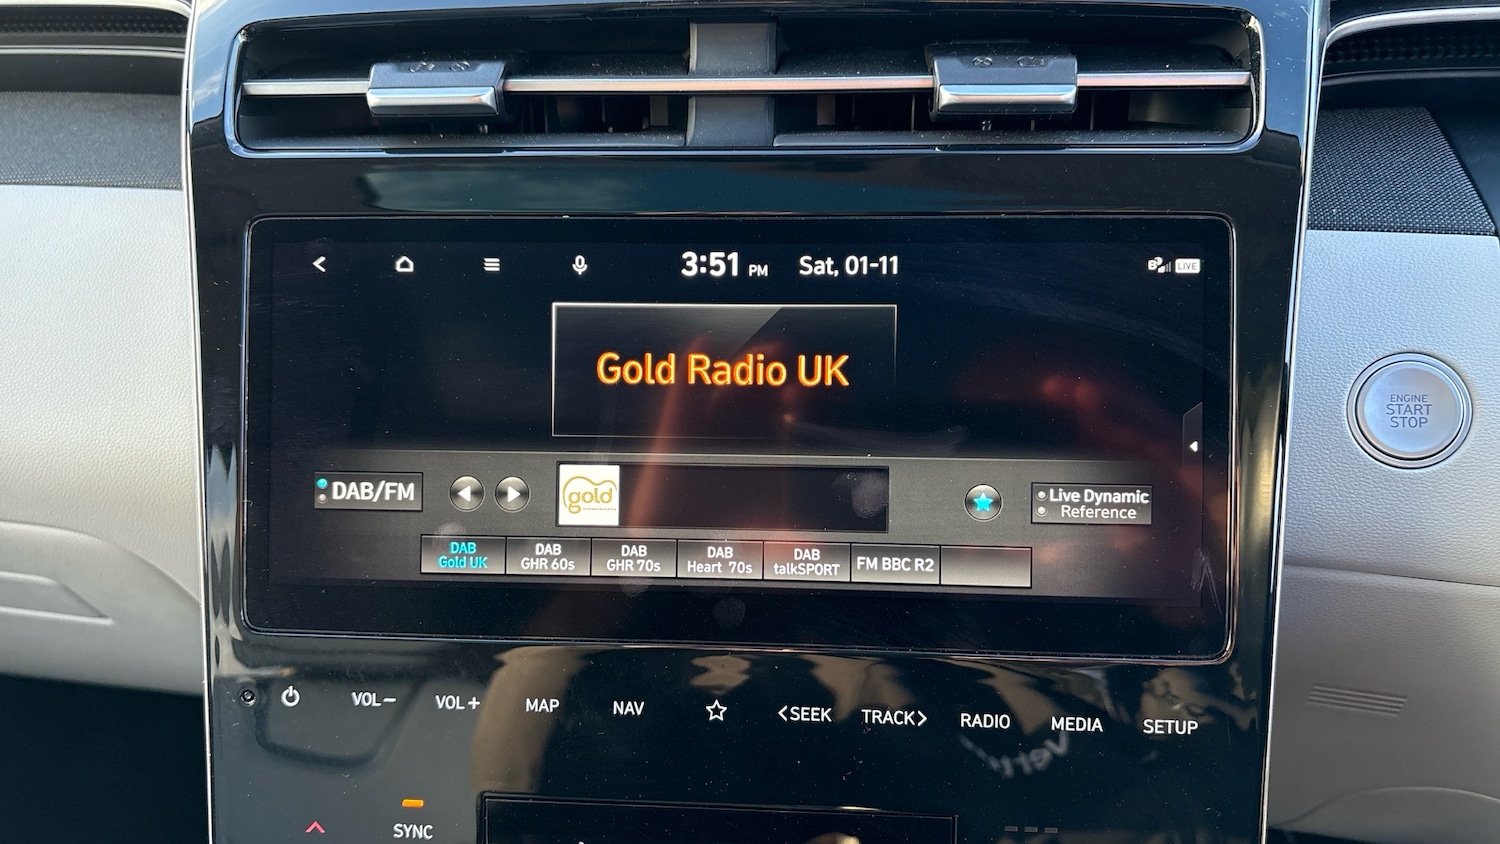 3:51 PM Sat, 01-11
LIVE
Gold Radio UK
DAB/FM
gold
Live Dynamic
Reference
DAB
Gold UK
DAB
GHR 60s
DAB
GHR 70s
DAB
Heart 70s
DAB
talkSPORT
FM BBC R2
ENGINE
START
STOP
VOL− VOL+ MAP NAV <SEEK TRACK> RADIO MEDIA SETUP
SYNC